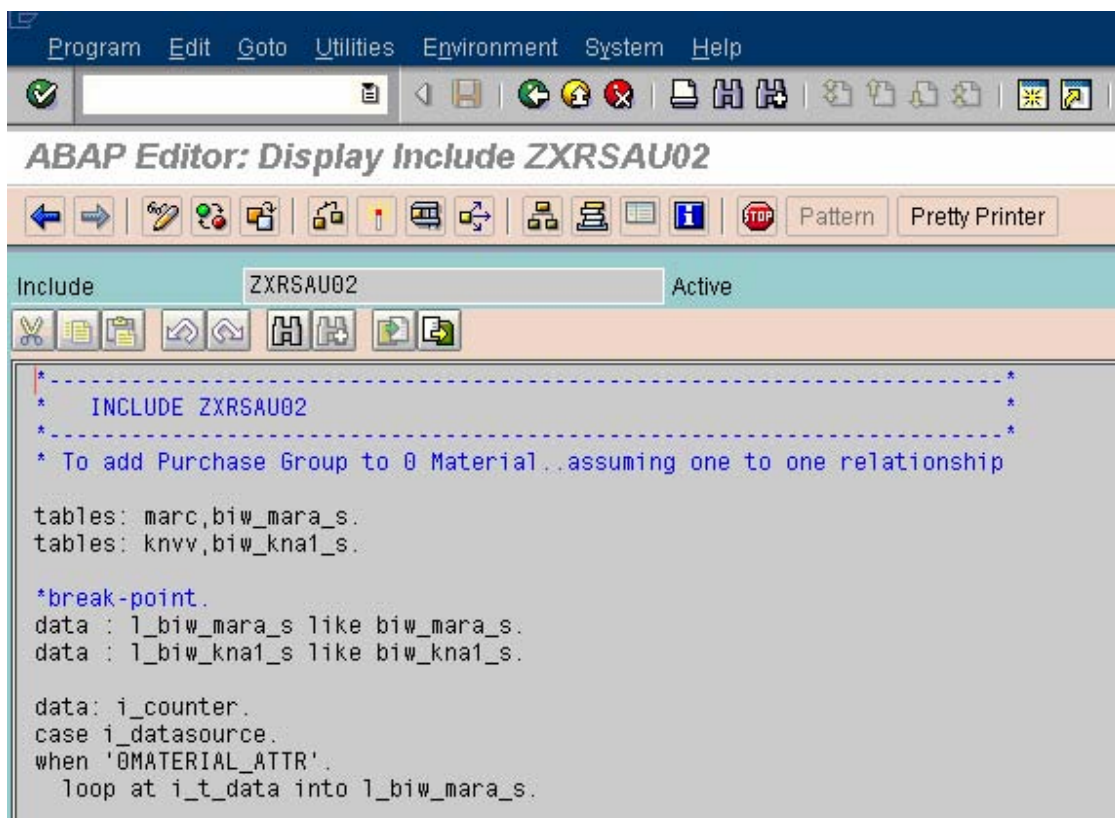 Program Edit Goto Utilities Environment System Help
ABAP Editor: Display Include ZXRSAU02
STOP Pattern Pretty Printer
Include ZXRSAU02 Active
*---------------------------------------------------------------------*
*   INCLUDE ZXRSAU02                                                  *
*---------------------------------------------------------------------*
* To add Purchase Group to 0 Material..assuming one to one relationship
tables: marc,biw_mara_s.
tables: knvv,biw_kna1_s.
*break-point.
data : l_biw_mara_s like biw_mara_s.
data : l_biw_kna1_s like biw_kna1_s.
data: i_counter.
case i_datasource.
when '0MATERIAL_ATTR'.
  loop at i_t_data into l_biw_mara_s.